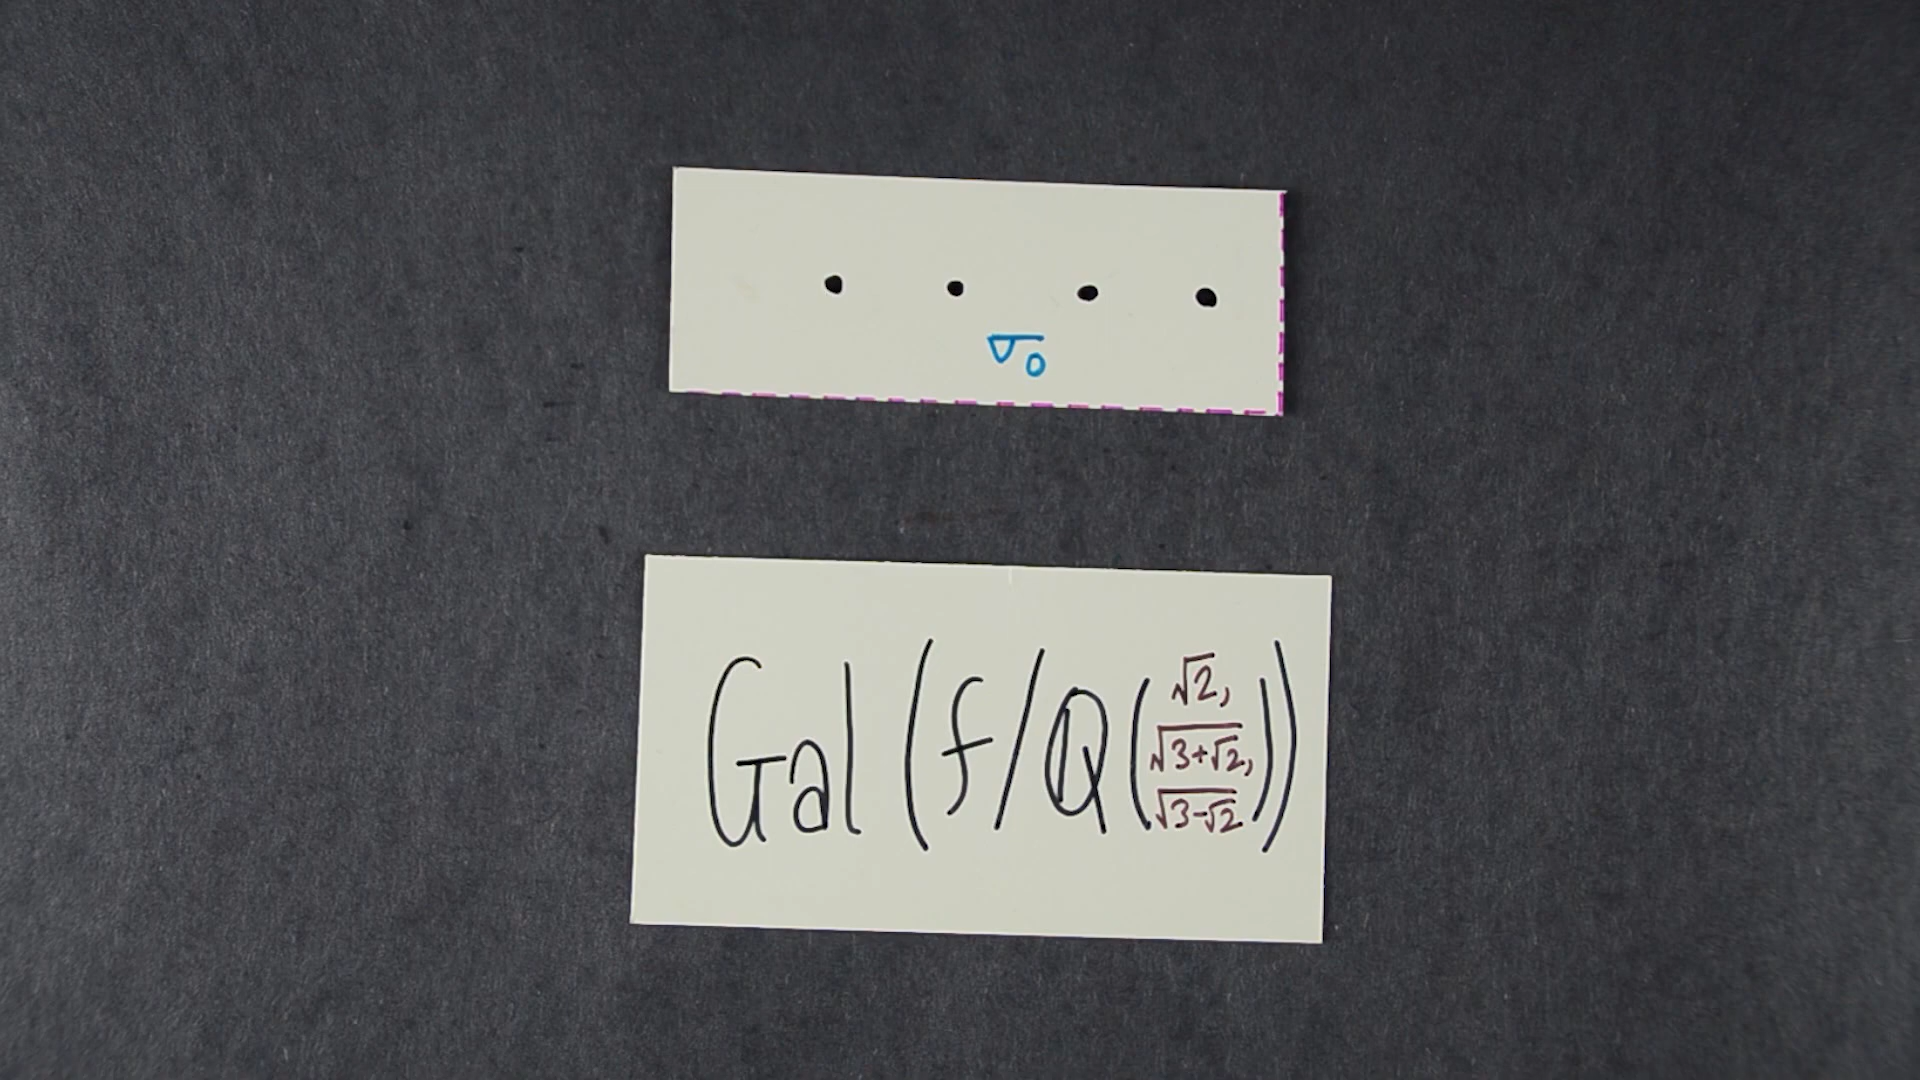 σ₀
Gal (f/Q(√2, √(3+√2), √(3-√2)))